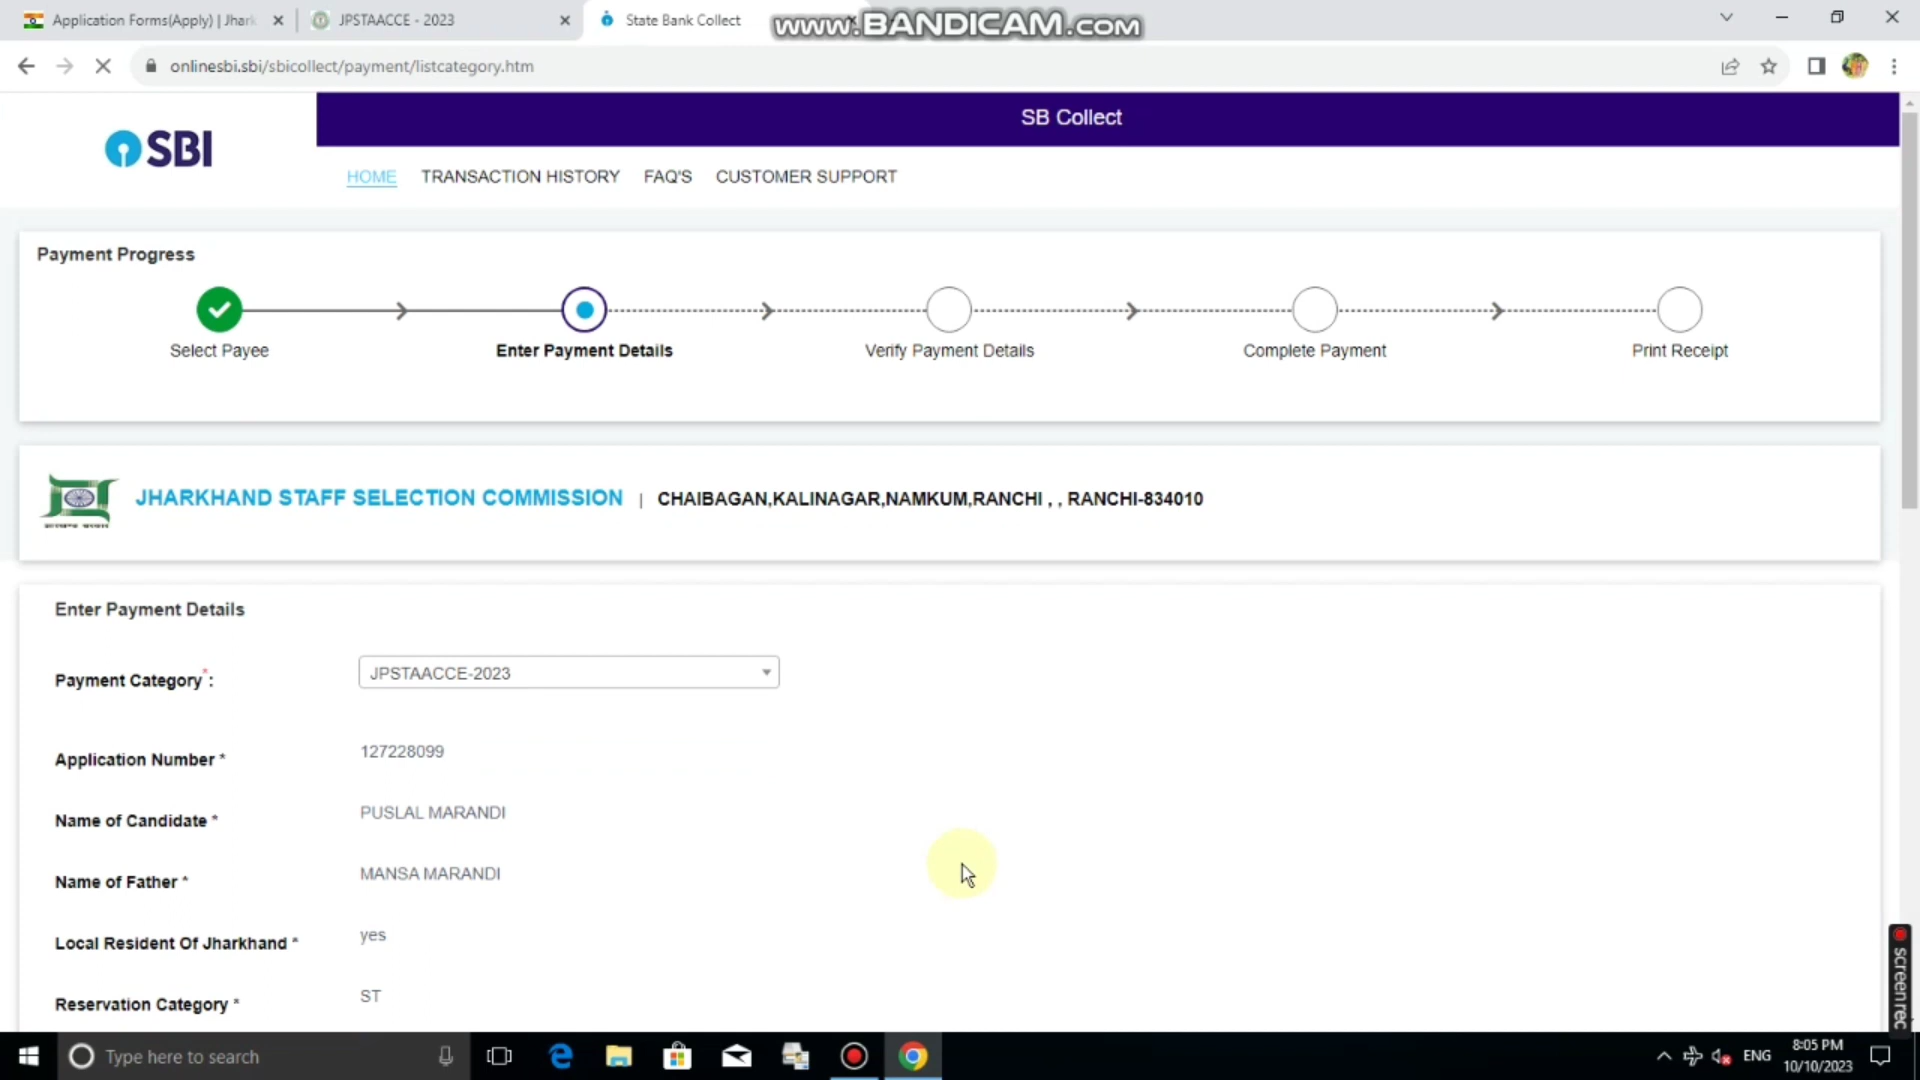 Application Forms(Apply) | Jhark
JPSTAACCE - 2023
State Bank Collect
www.BANDICAM.com
onlinesbi.sbi/sbicollect/payment/listcategory.htm
SBI
SB Collect
HOME TRANSACTION HISTORY FAQ'S CUSTOMER SUPPORT
Payment Progress
Select Payee
Enter Payment Details
Verify Payment Details
Complete Payment
Print Receipt
JHARKHAND STAFF SELECTION COMMISSION | CHAIBAGAN,KALINAGAR,NAMKUM,RANCHI , , RANCHI-834010
Enter Payment Details
Payment Category*: JPSTAACCE-2023
Application Number * 127228099
Name of Candidate * PUSLAL MARANDI
Name of Father * MANSA MARANDI
Local Resident Of Jharkhand * yes
Reservation Category * ST
screenrec
Type here to search
ENG
8:05 PM
10/10/2023